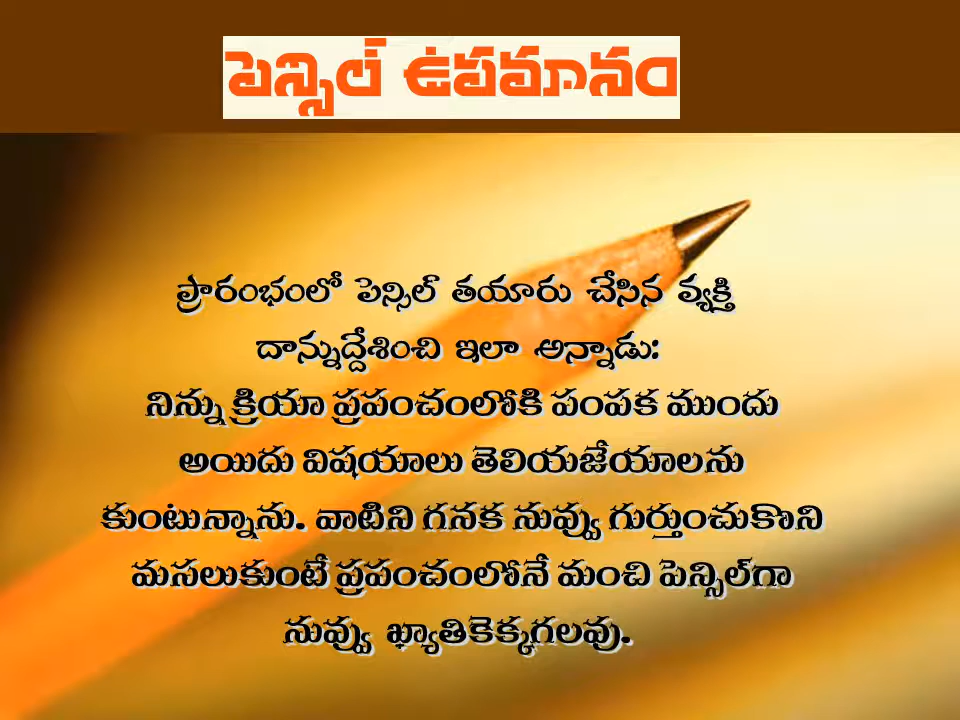 పెన్సిల్ ఉపమానం
ప్రారంభంలో పెన్సిల్ తయారు చేసిన వ్యక్తి
దాన్నుద్దేశించి ఇలా అన్నాడు:
నిన్ను క్రియా ప్రపంచంలోకి పంపక ముందు
అయిదు విషయాలు తెలియజేయాలను
కుంటున్నాను. వాటిని గనక నువ్వు గుర్తుంచుకొని
మసలుకుంటే ప్రపంచంలోనే మంచి పెన్సిల్‌గా
నువ్వు ఖ్యాతికెక్కగలవు.